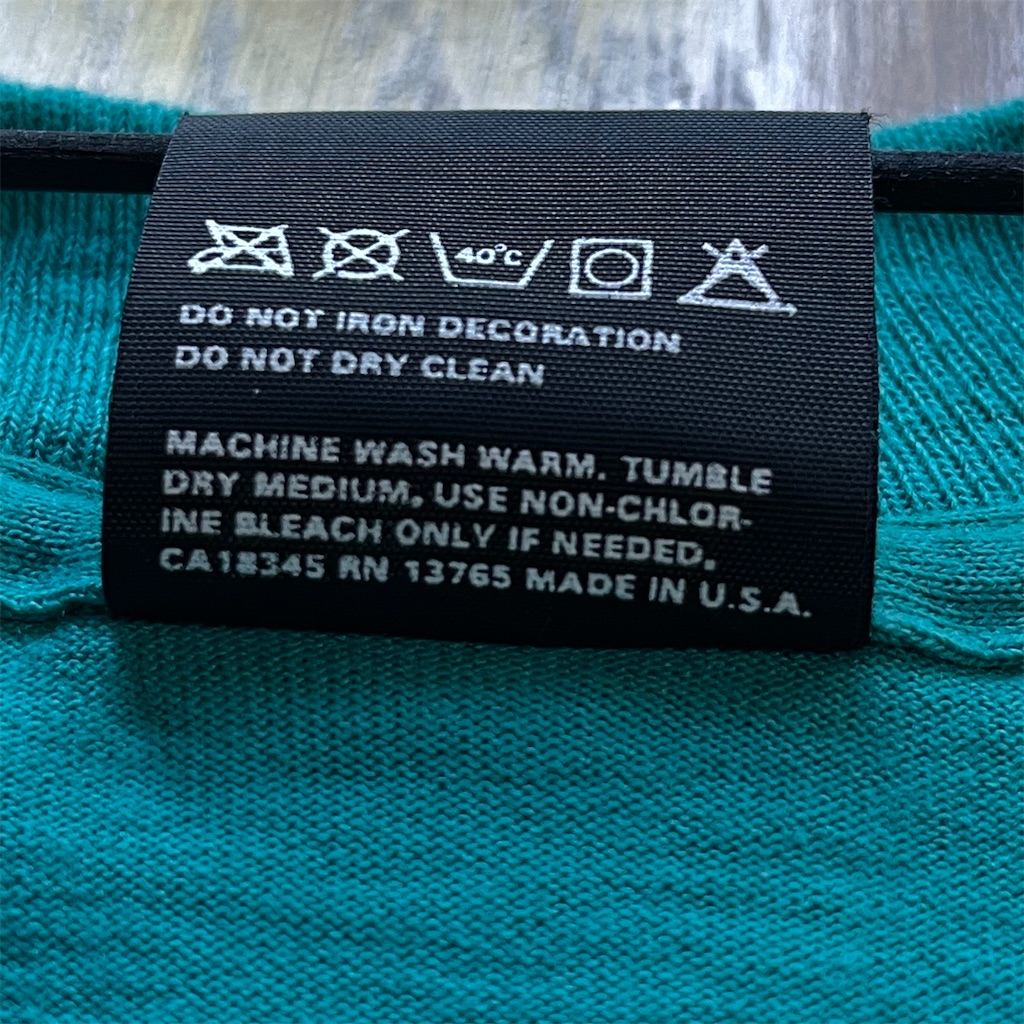 40°C
DO NOT IRON DECORATION
DO NOT DRY CLEAN
MACHINE WASH WARM. TUMBLE
DRY MEDIUM, USE NON-CHLOR-
INE BLEACH ONLY IF NEEDED.
CA18345 RN 13765 MADE IN U.S.A.